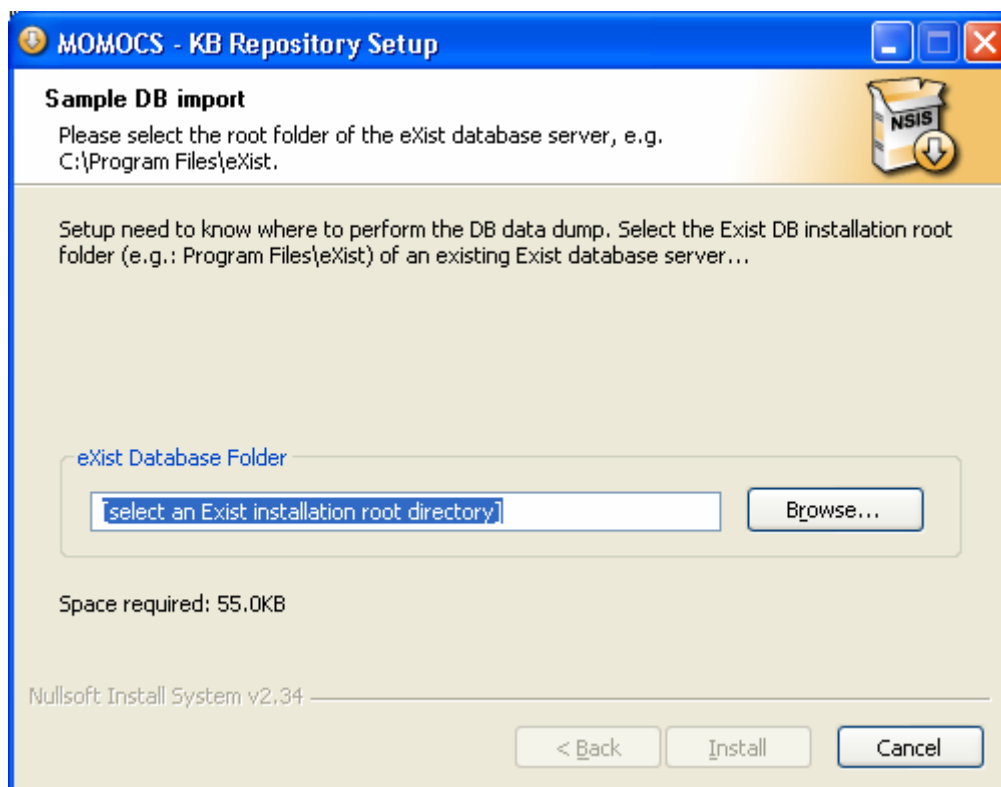 MOMOCS - KB Repository Setup
Sample DB import
Please select the root folder of the eXist database server, e.g.
C:\Program Files\eXist.
NSIS
Setup need to know where to perform the DB data dump. Select the Exist DB installation root
folder (e.g.: Program Files\eXist) of an existing Exist database server...
eXist Database Folder
[select an Exist installation root directory]
Browse...
Space required: 55.0KB
Nullsoft Install System v2.34
< Back
Install
Cancel